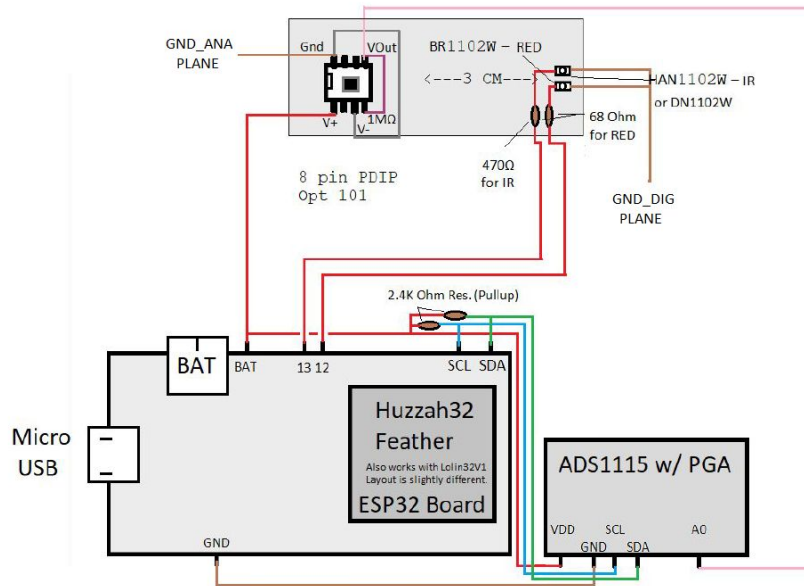 GND_ANA
PLANE
Gnd
VOut
BR1102W - RED
<---3 CM--->
HAN1102W - IR
or DN1102W
V+
V-
1MΩ
68 Ohm
for RED
470Ω
for IR
8 pin PDIP
Opt 101
GND_DIG
PLANE
2.4K Ohm Res. (Pullup)
BAT
BAT
13 12
SCL
SDA
Micro
USB
Huzzah32
Feather
Also works with Lolin32V1
Layout is slightly different.
ESP32 Board
GND
ADS1115 w/ PGA
VDD
GND
SCL
SDA
A0